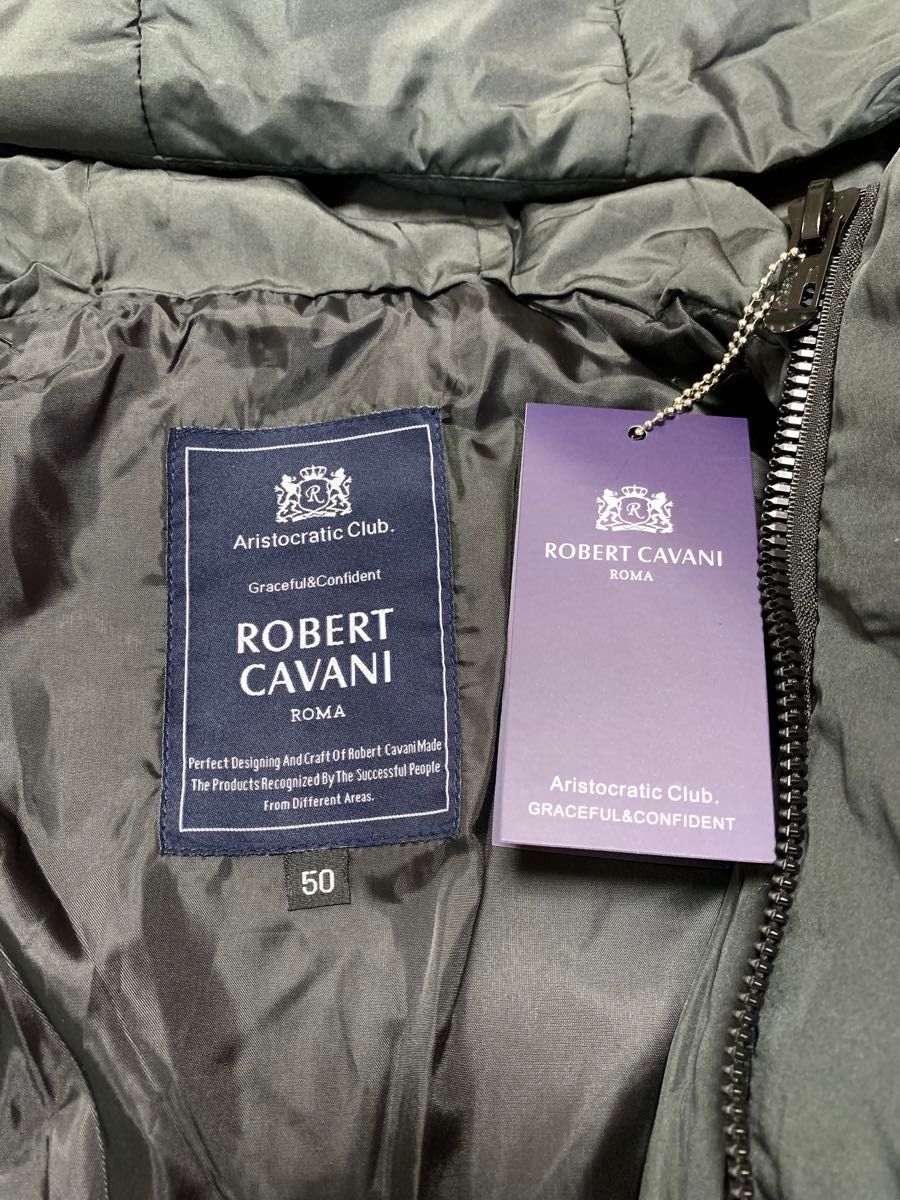 R
Aristocratic Club.
Graceful&Confident
ROBERT
CAVANI
ROMA
Perfect Designing And Craft Of Robert Cavani Made
The Products Recognized By The Successful People
From Different Areas.
50
R
ROBERT CAVANI
ROMA
Aristocratic Club.
GRACEFUL&CONFIDENT